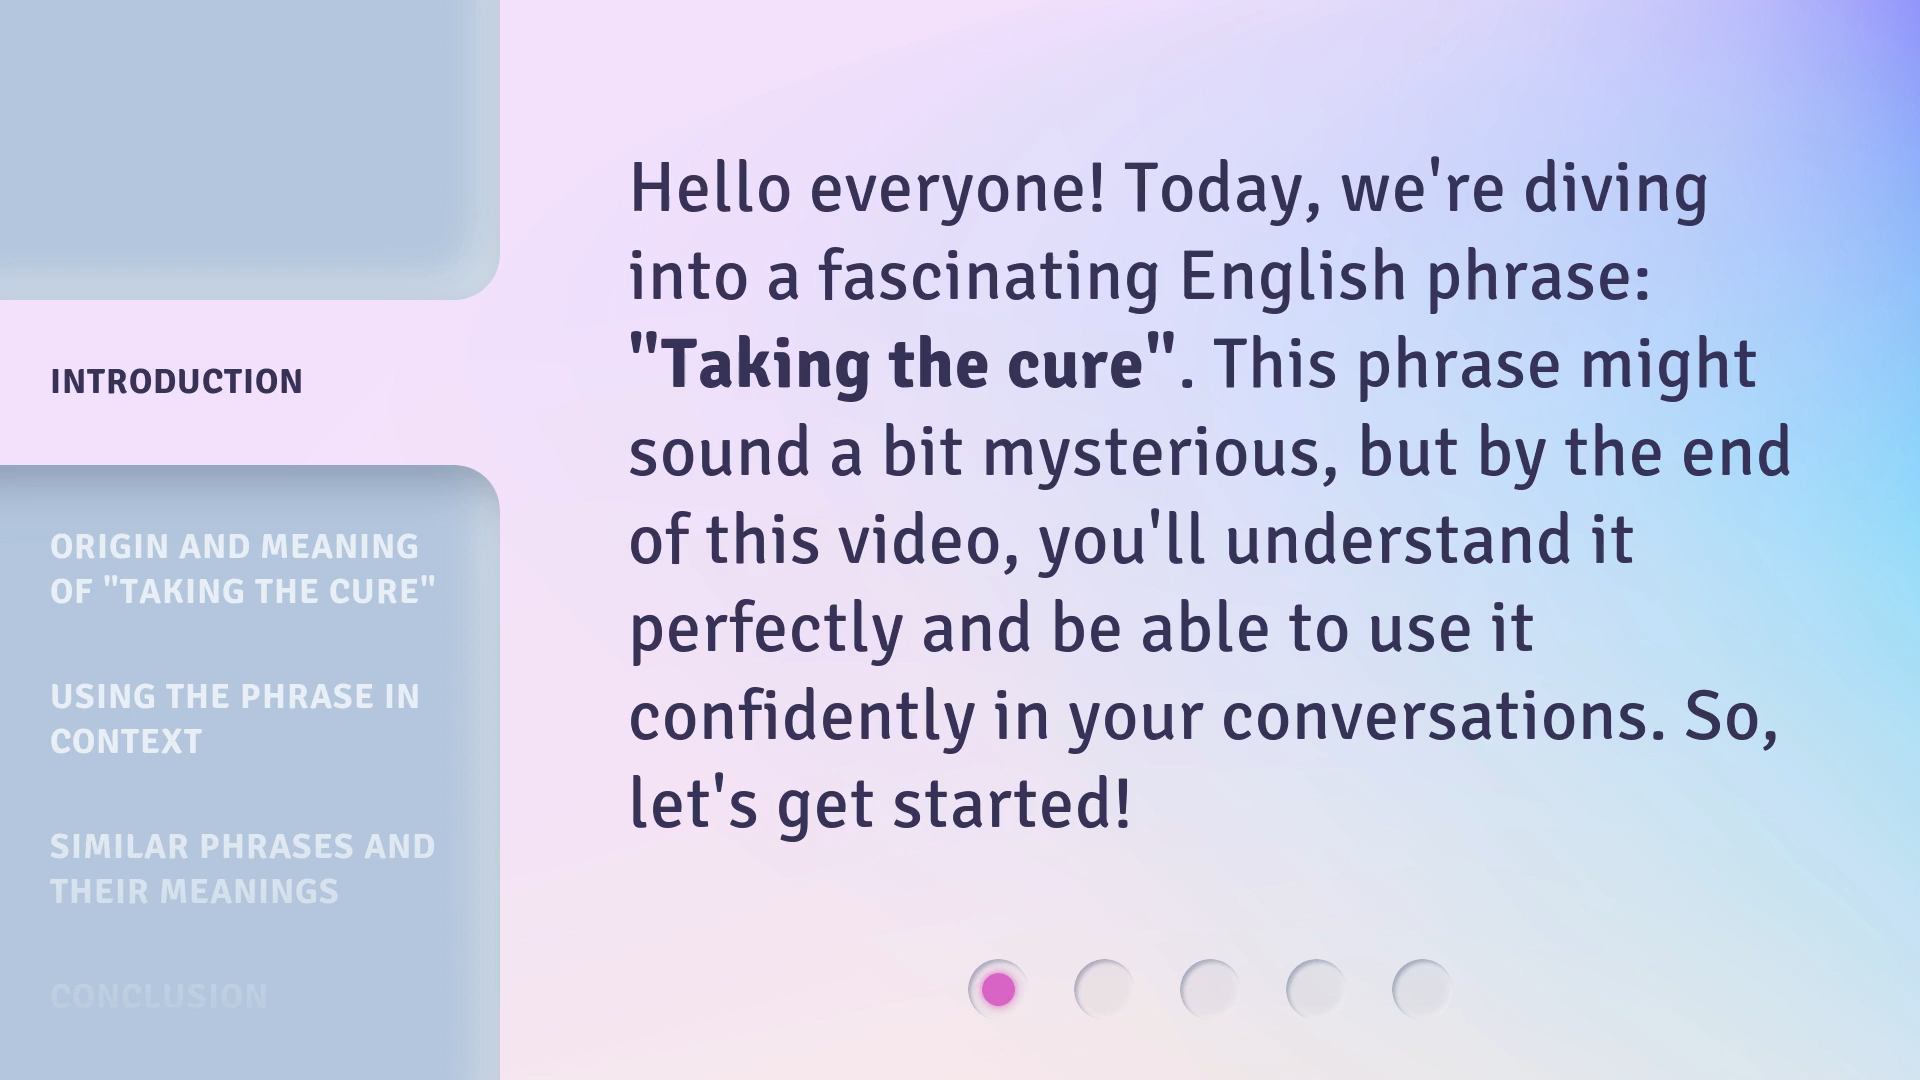 INTRODUCTION
ORIGIN AND MEANING
OF "TAKING THE CURE"
USING THE PHRASE IN
CONTEXT
SIMILAR PHRASES AND
THEIR MEANINGS
CONCLUSION
Hello everyone! Today, we're diving
into a fascinating English phrase:
"Taking the cure". This phrase might
sound a bit mysterious, but by the end
of this video, you'll understand it
perfectly and be able to use it
confidently in your conversations. So,
let's get started!